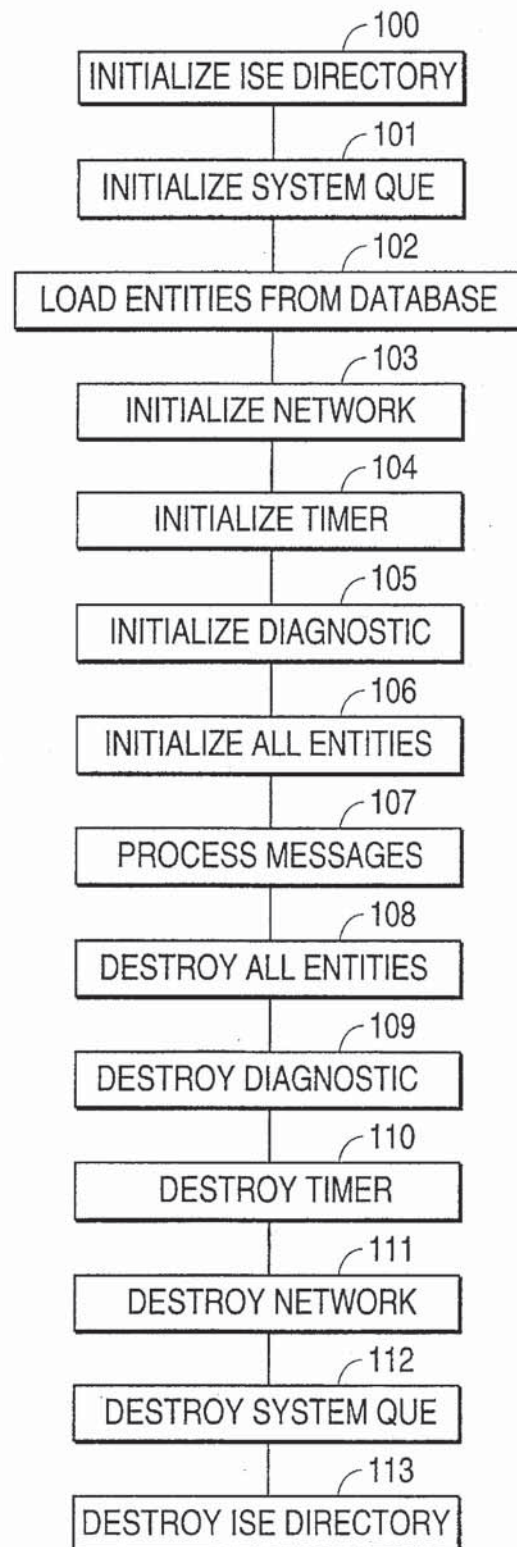 100
INITIALIZE ISE DIRECTORY
101
INITIALIZE SYSTEM QUE
102
LOAD ENTITIES FROM DATABASE
103
INITIALIZE NETWORK
104
INITIALIZE TIMER
105
INITIALIZE DIAGNOSTIC
106
INITIALIZE ALL ENTITIES
107
PROCESS MESSAGES
108
DESTROY ALL ENTITIES
109
DESTROY DIAGNOSTIC
110
DESTROY TIMER
111
DESTROY NETWORK
112
DESTROY SYSTEM QUE
113
DESTROY ISE DIRECTORY